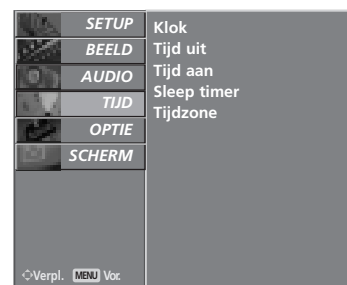 SETUP
BEELD
AUDIO
TIJD
OPTIE
SCHERM
Klok
Tijd uit
Tijd aan
Sleep timer
Tijdzone
Verpl. MENU Vor.